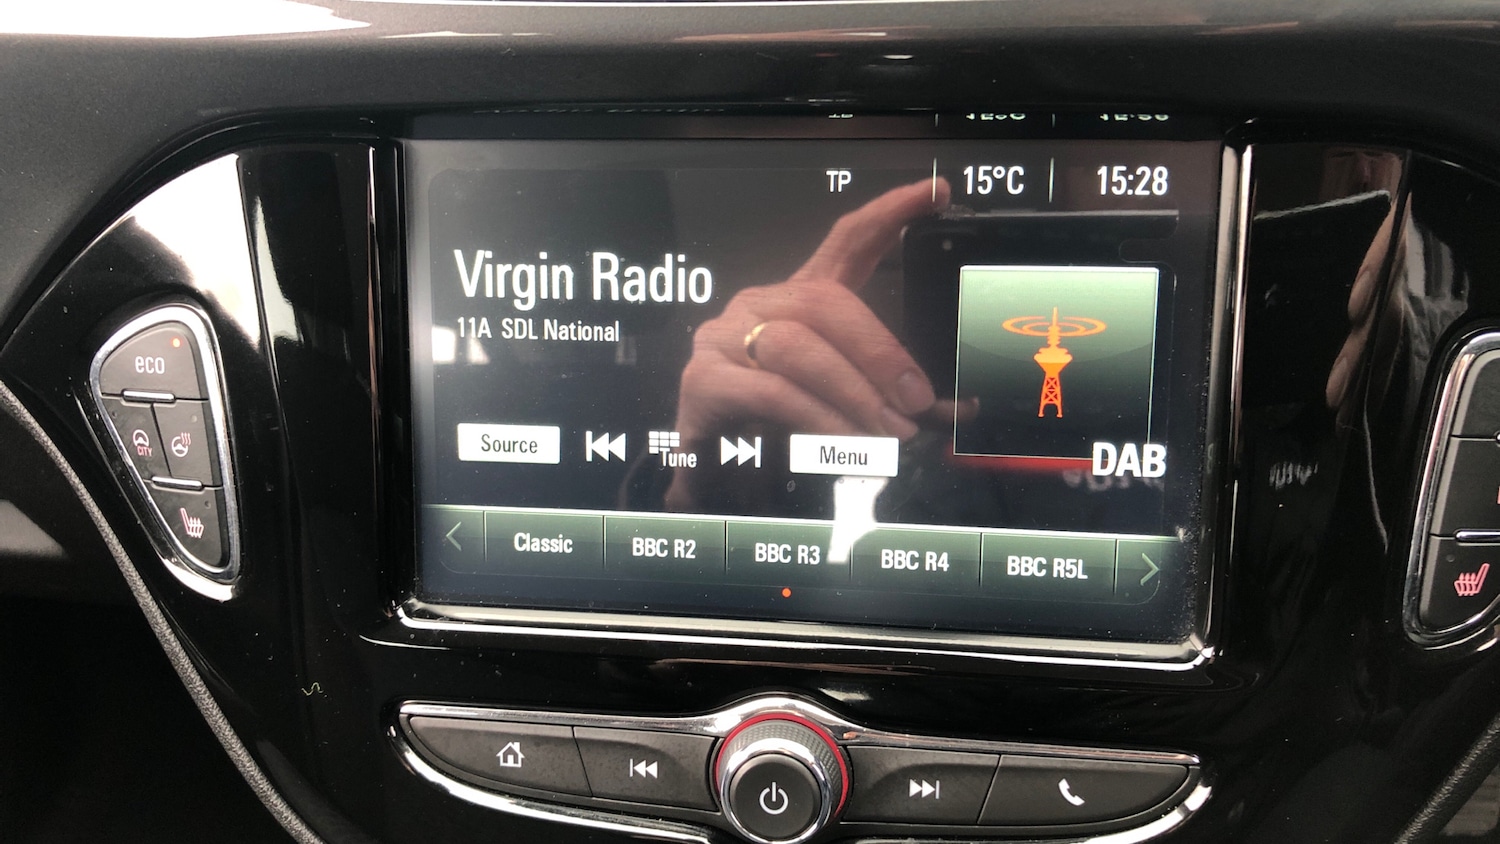 TP 15°C 15:28
Virgin Radio
11A SDL National
Source Tune Menu
DAB
Classic BBC R2 BBC R3 BBC R4 BBC R5L
eco
CITY